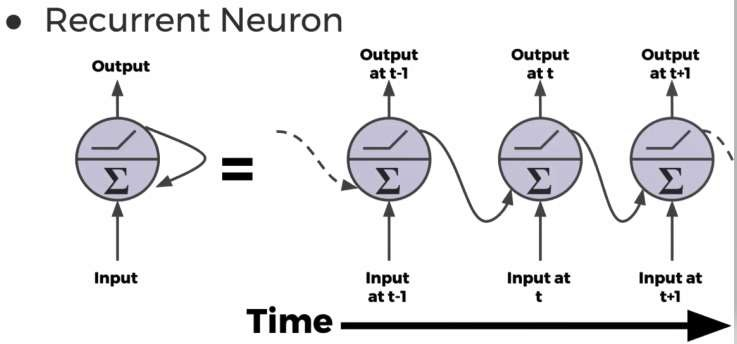 ● Recurrent Neuron
Output
Output
at t-1
Output
at t
Output
at t+1
Σ
=
Σ
Σ
Σ
Input
Input
at t-1
Input at
t
Input at
t+1
Time